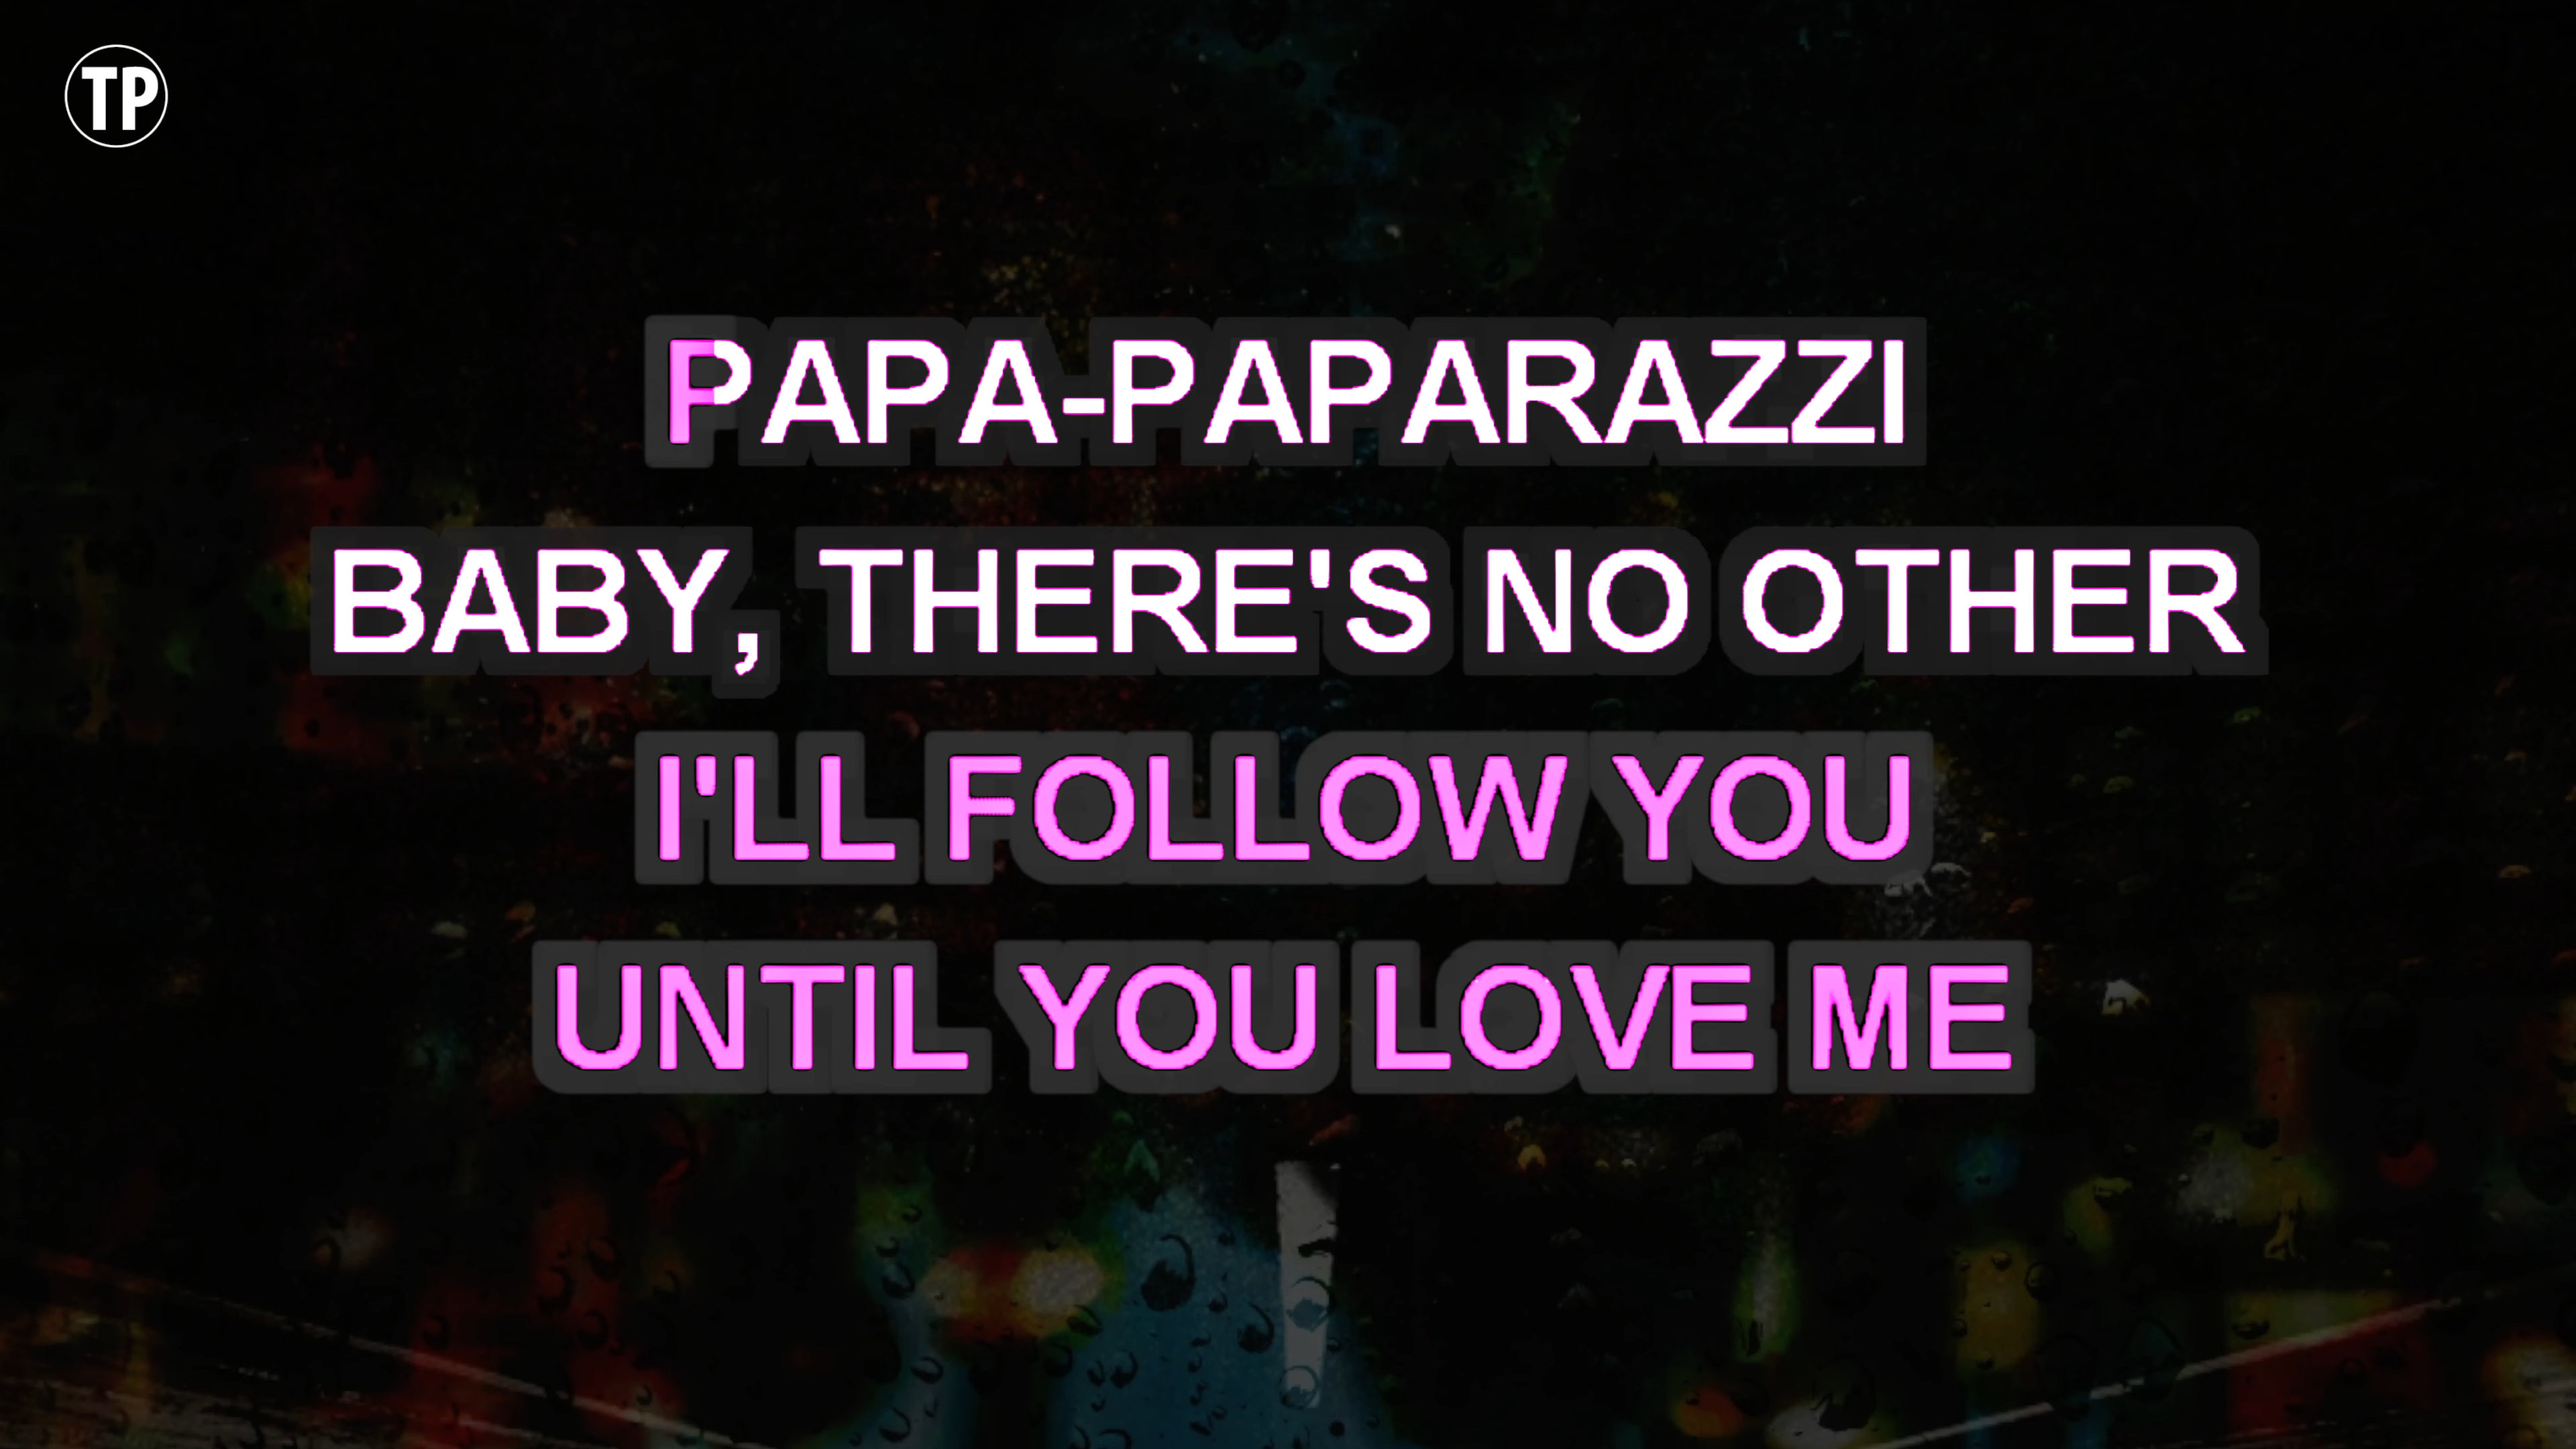 TP
PAPA-PAPARAZZI
BABY, THERE'S NO OTHER
I'LL FOLLOW YOU
UNTIL YOU LOVE ME